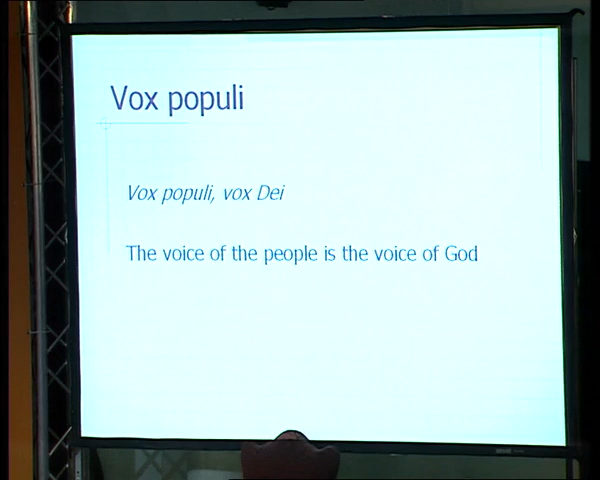 Vox populi
Vox populi, vox Dei
The voice of the people is the voice of God